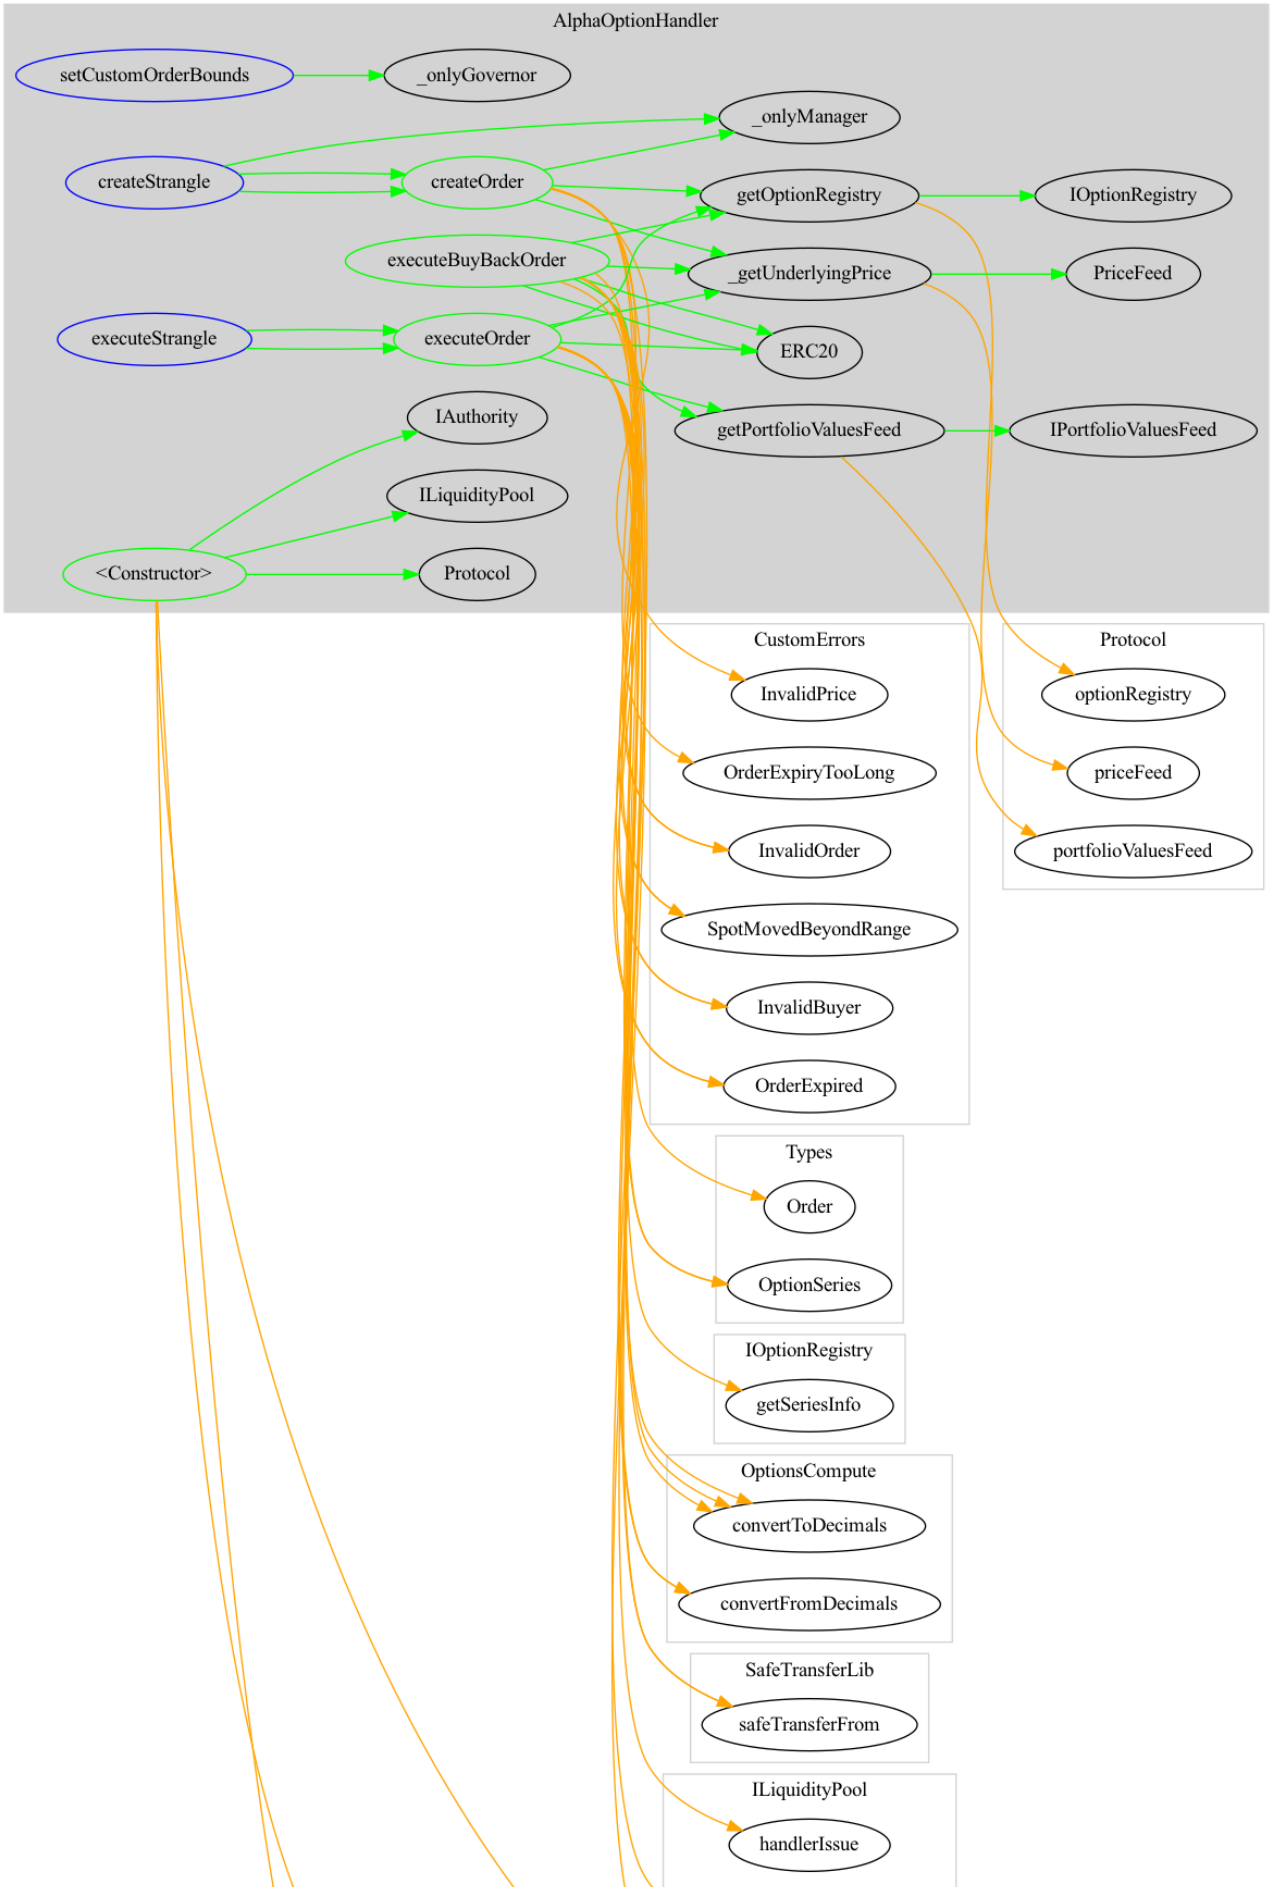 AlphaOptionHandler
setCustomOrderBounds
_onlyGovernor
_onlyManager
createStrangle
createOrder
getOptionRegistry
IOptionRegistry
executeBuyBackOrder
_getUnderlyingPrice
PriceFeed
executeStrangle
executeOrder
ERC20
IAuthority
getPortfolioValuesFeed
IPortfolioValuesFeed
ILiquidityPool
<Constructor>
Protocol
CustomErrors
InvalidPrice
OrderExpiryTooLong
InvalidOrder
SpotMovedBeyondRange
InvalidBuyer
OrderExpired
Protocol
optionRegistry
priceFeed
portfolioValuesFeed
Types
Order
OptionSeries
IOptionRegistry
getSeriesInfo
OptionsCompute
convertToDecimals
convertFromDecimals
SafeTransferLib
safeTransferFrom
ILiquidityPool
handlerIssue